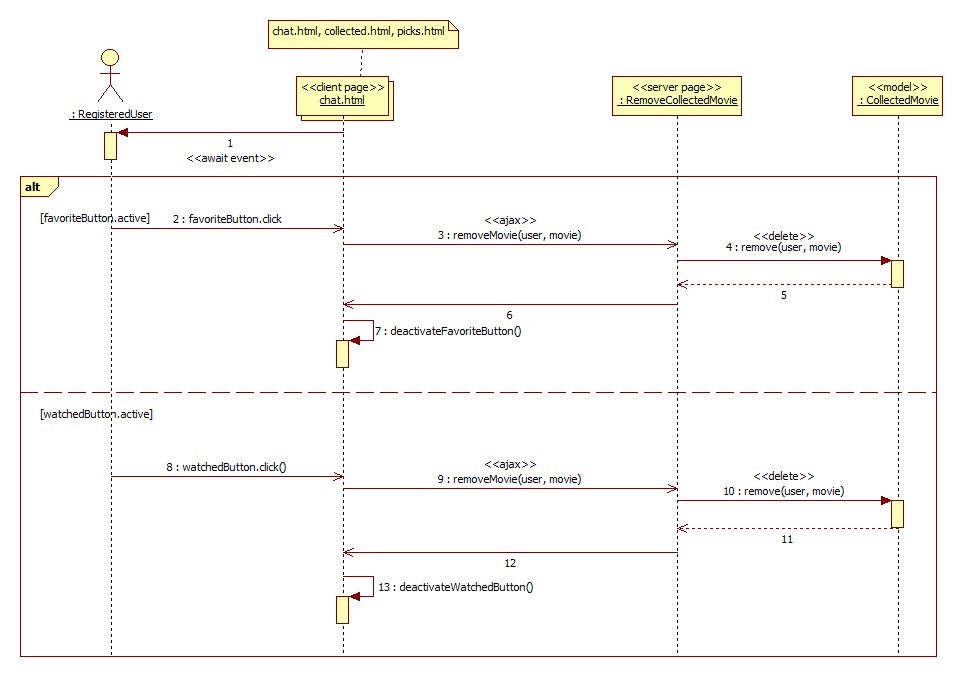 chat.html, collected.html, picks.html
<<client page>>
chat.html
<<server page>>
: RemoveCollectedMovie
<<model>>
: CollectedMovie
: RegisteredUser
1
<<await event>>
alt
[favoriteButton.active]
2 : favoriteButton.click
<<ajax>>
3 : removeMovie(user, movie)
<<delete>>
4 : remove(user, movie)
5
6
7 : deactivateFavoriteButton()
[watchedButton.active]
8 : watchedButton.click()
<<ajax>>
9 : removeMovie(user, movie)
<<delete>>
10 : remove(user, movie)
11
12
13 : deactivateWatchedButton()